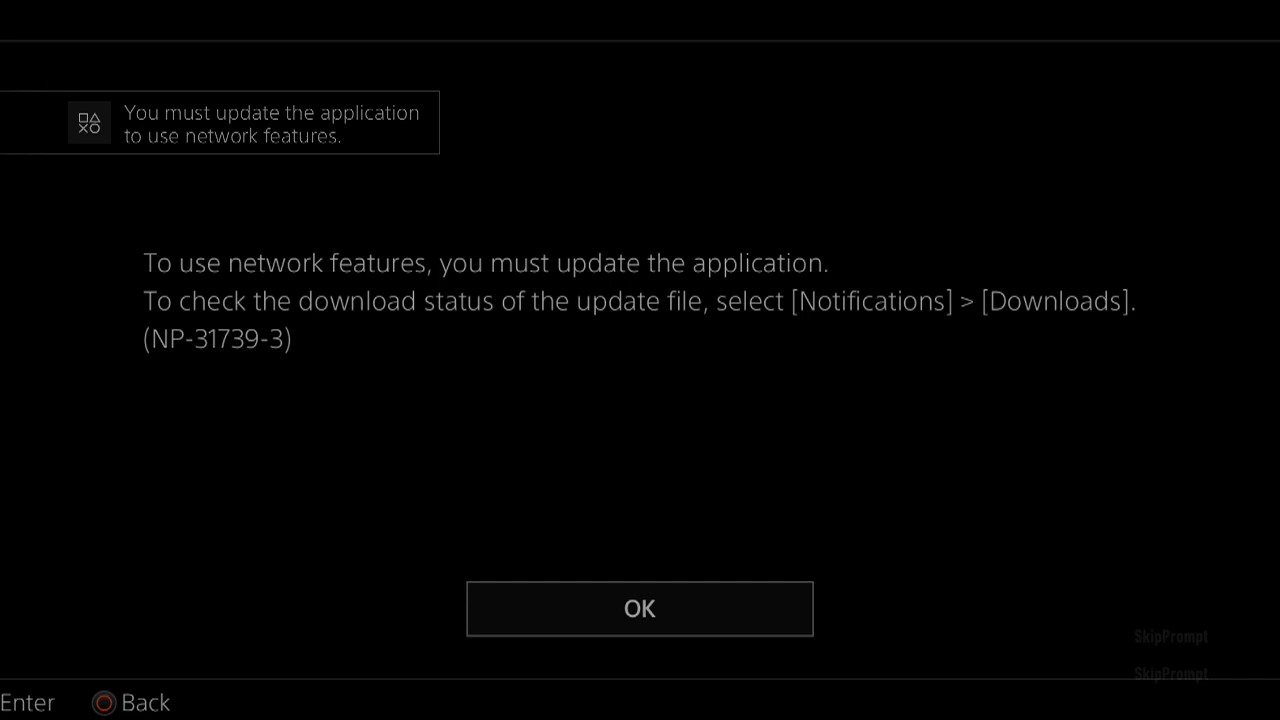 You must update the application
to use network features.
To use network features, you must update the application.
To check the download status of the update file, select [Notifications] > [Downloads].
(NP-31739-3)
OK
SkipPrompt
SkipPrompt
Enter
Back